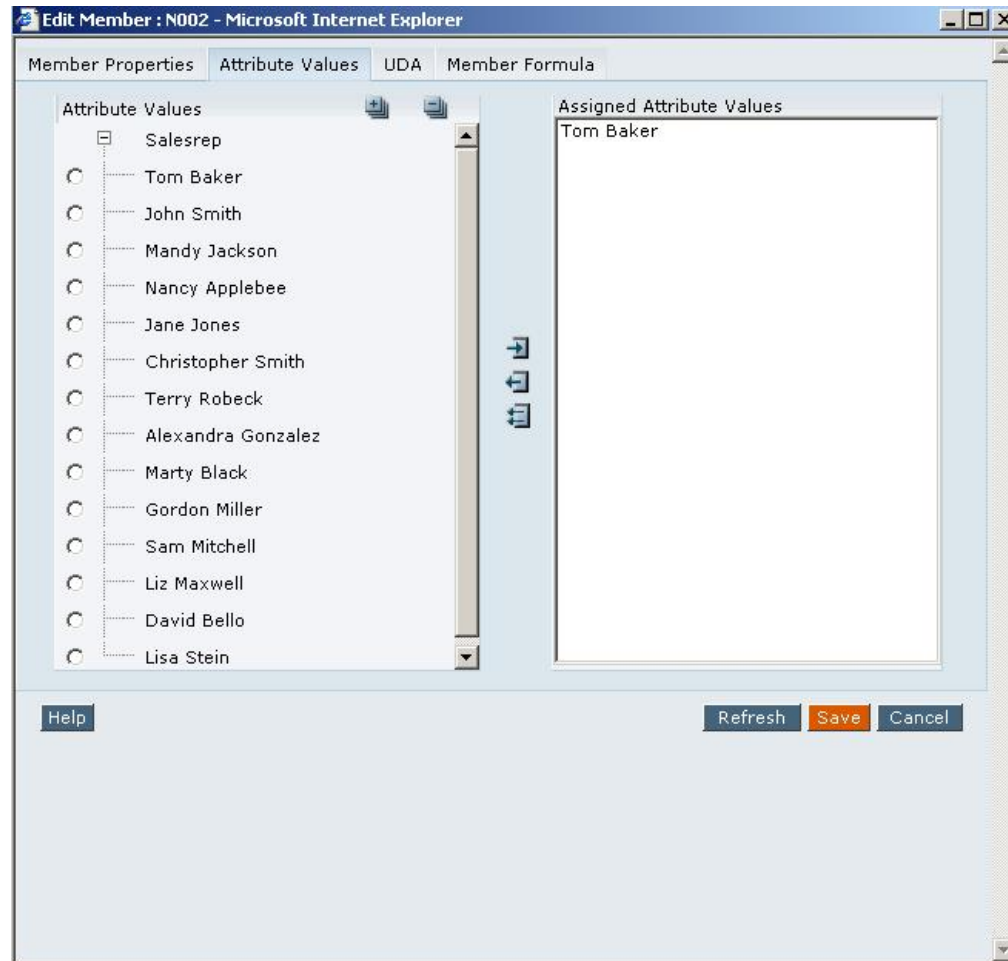 Edit Member : N002 - Microsoft Internet Explorer
Member Properties Attribute Values UDA Member Formula
Attribute Values
Salesrep
Tom Baker
John Smith
Mandy Jackson
Nancy Applebee
Jane Jones
Christopher Smith
Terry Robeck
Alexandra Gonzalez
Marty Black
Gordon Miller
Sam Mitchell
Liz Maxwell
David Bello
Lisa Stein
Assigned Attribute Values
Tom Baker
Help Refresh Save Cancel